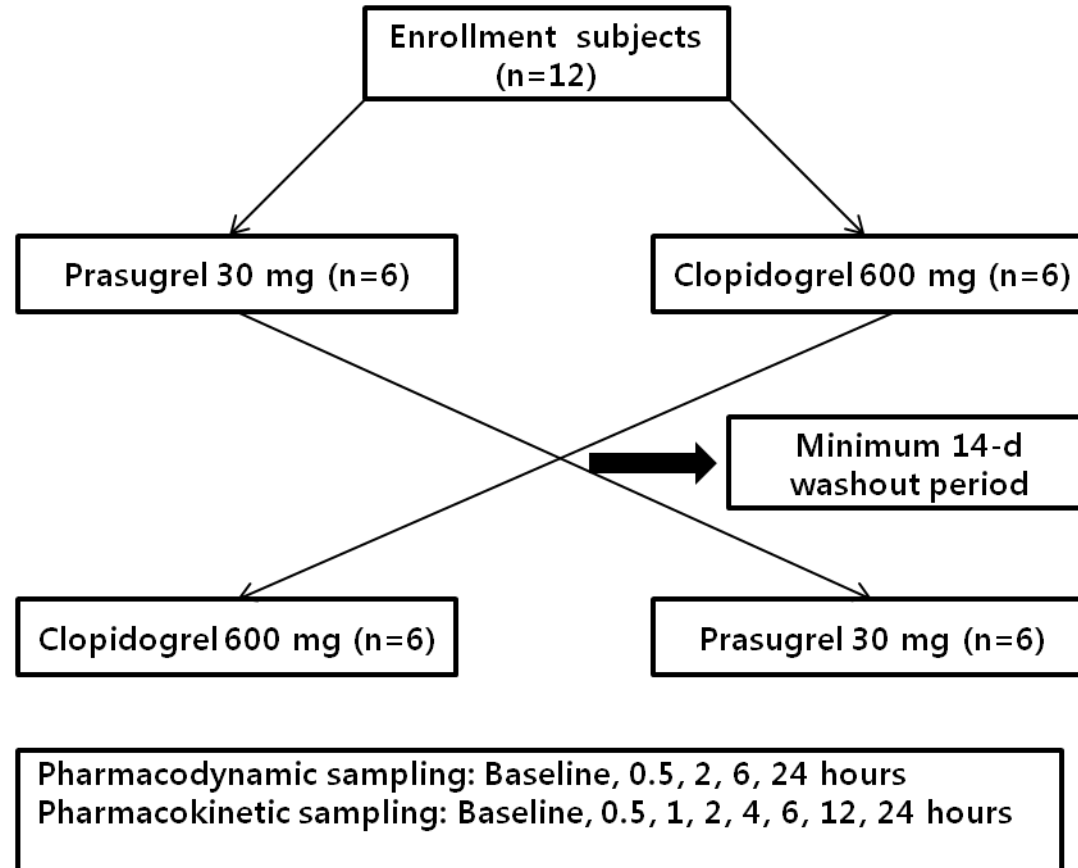 Enrollment subjects
(n=12)
Prasugrel 30 mg (n=6)
Clopidogrel 600 mg (n=6)
Minimum 14-d
washout period
Clopidogrel 600 mg (n=6)
Prasugrel 30 mg (n=6)
Pharmacodynamic sampling: Baseline, 0.5, 2, 6, 24 hours
Pharmacokinetic sampling: Baseline, 0.5, 1, 2, 4, 6, 12, 24 hours